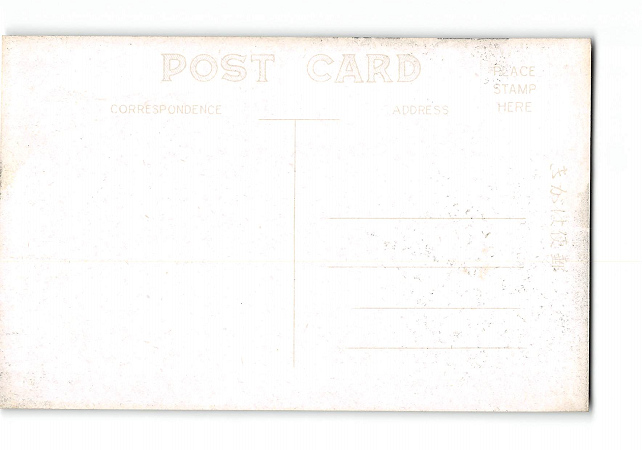 POST CARD
PLACE
STAMP
HERE
CORRESPONDENCE
ADDRESS